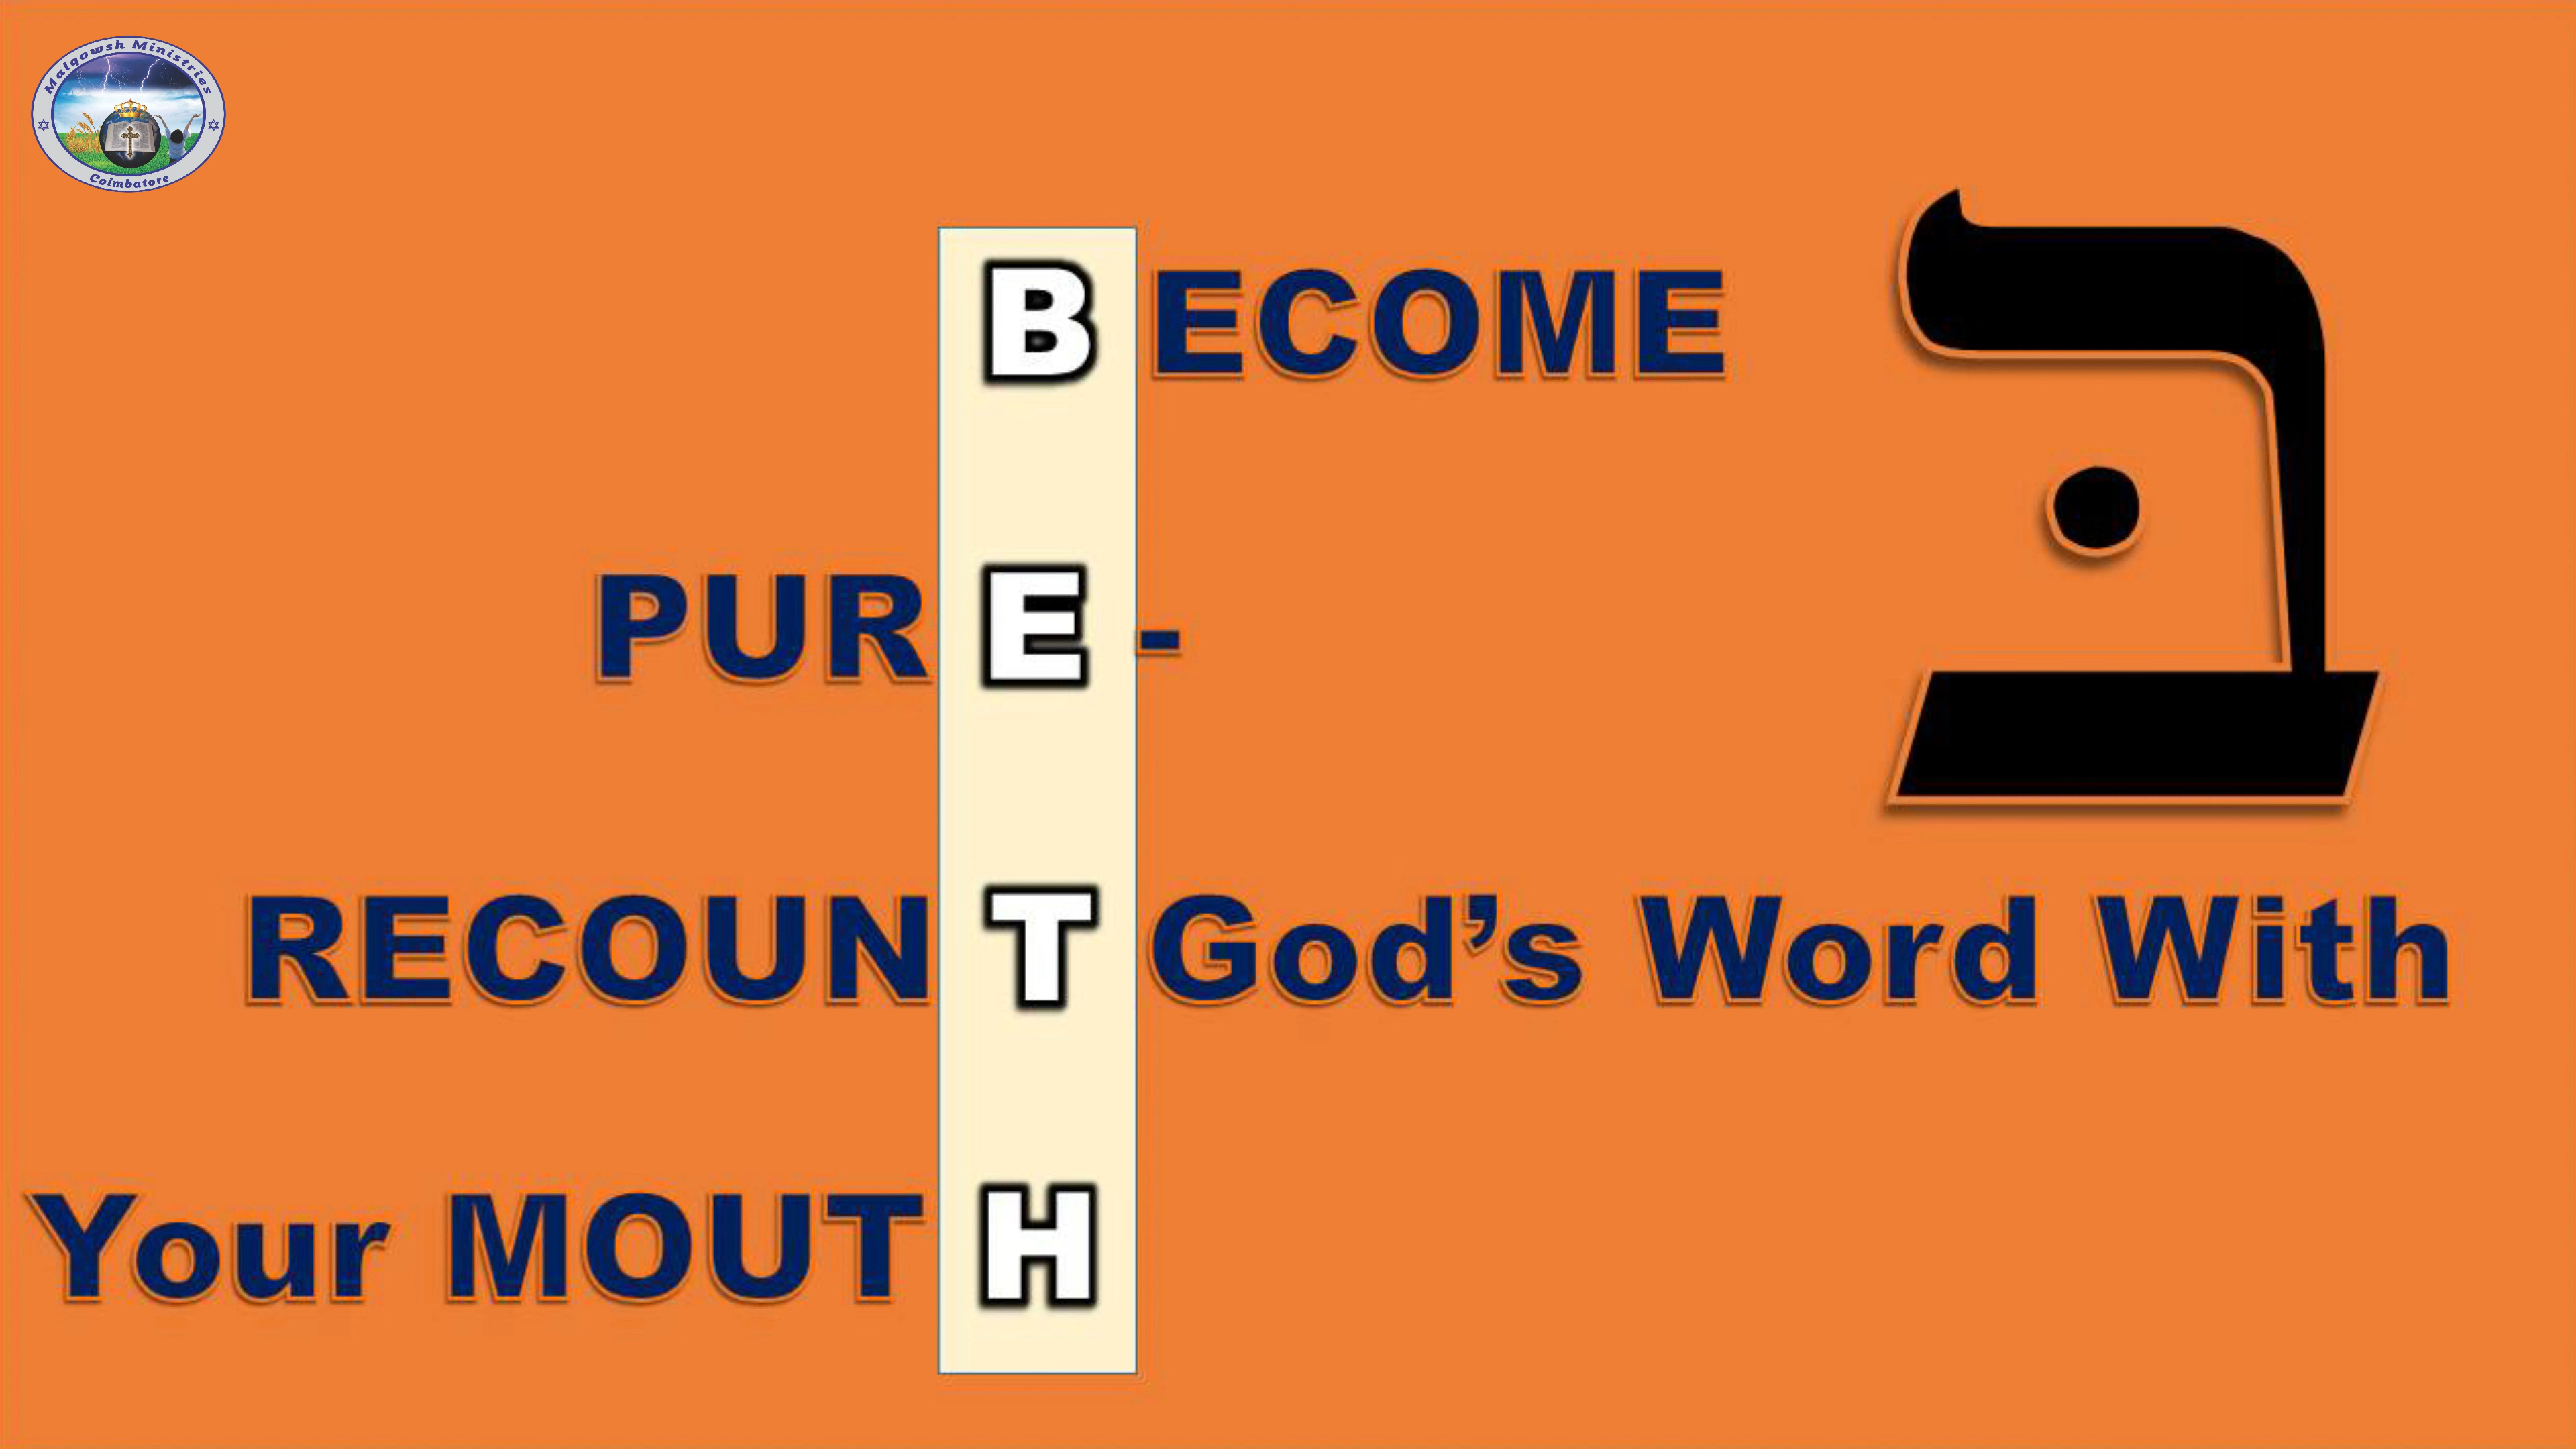 Malqowsh Ministries
Coimbatore
BECOME
בּ
PURE-
RECOUNT God’s Word With
Your MOUTH